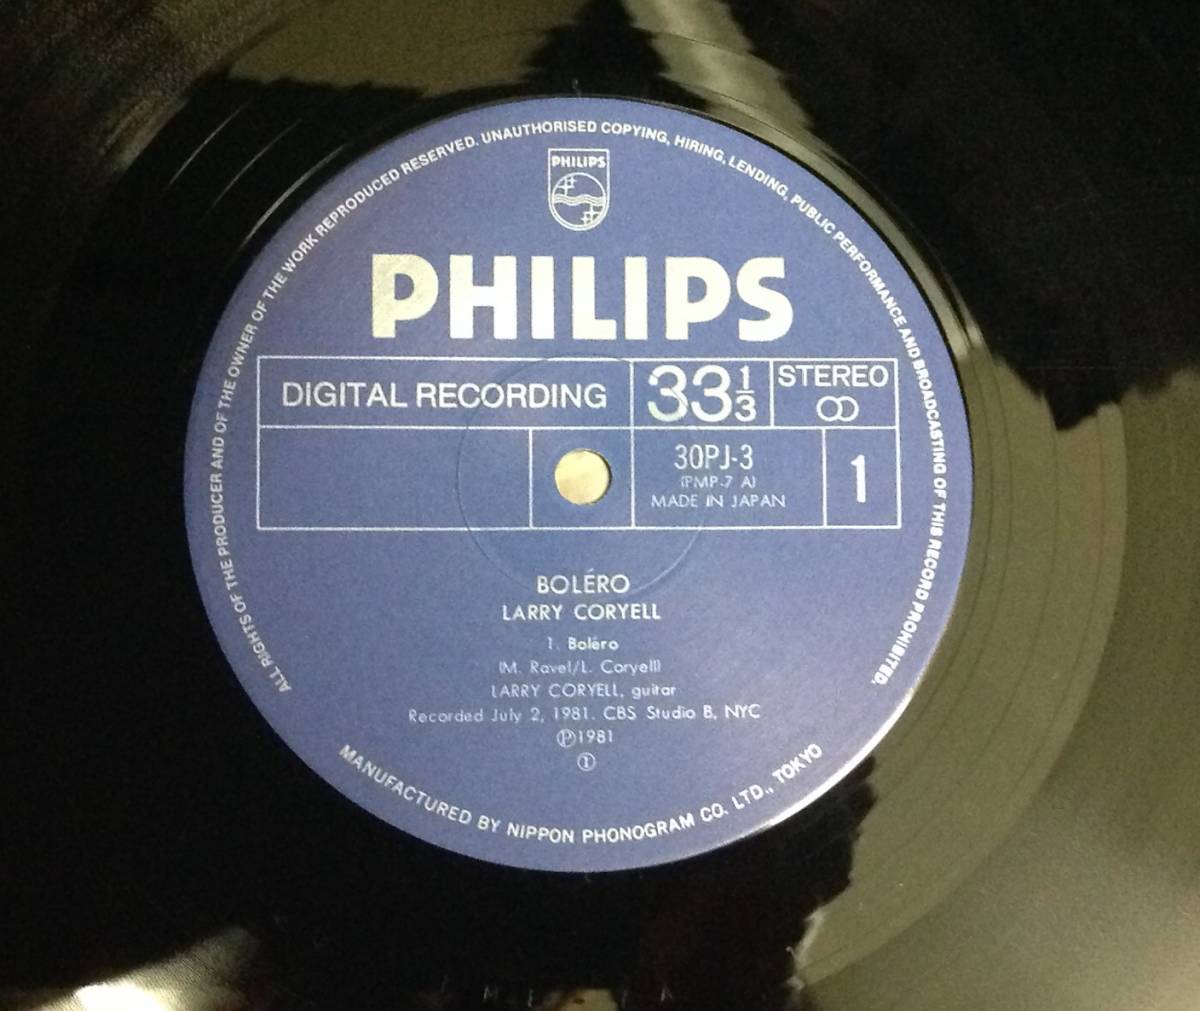 ALL RIGHTS OF THE PRODUCER AND OF THE OWNER OF THE WORK REPRODUCED RESERVED. UNAUTHORISED COPYING, HIRING, LENDING, PUBLIC PERFORMANCE AND BROADCASTING OF THIS RECORD PROHIBITED.
PHILIPS
PHILIPS
DIGITAL RECORDING
33 1/3
STEREO
30PJ-3
(PMP-7 A)
MADE IN JAPAN
1
BOLÉRO
LARRY CORYELL
1. Boléro
(M. Ravel/L. Coryell)
LARRY CORYELL, guitar
Recorded July 2, 1981. CBS Studio B, NYC
Ⓟ1981
①
MANUFACTURED BY NIPPON PHONOGRAM CO. LTD., TOKYO